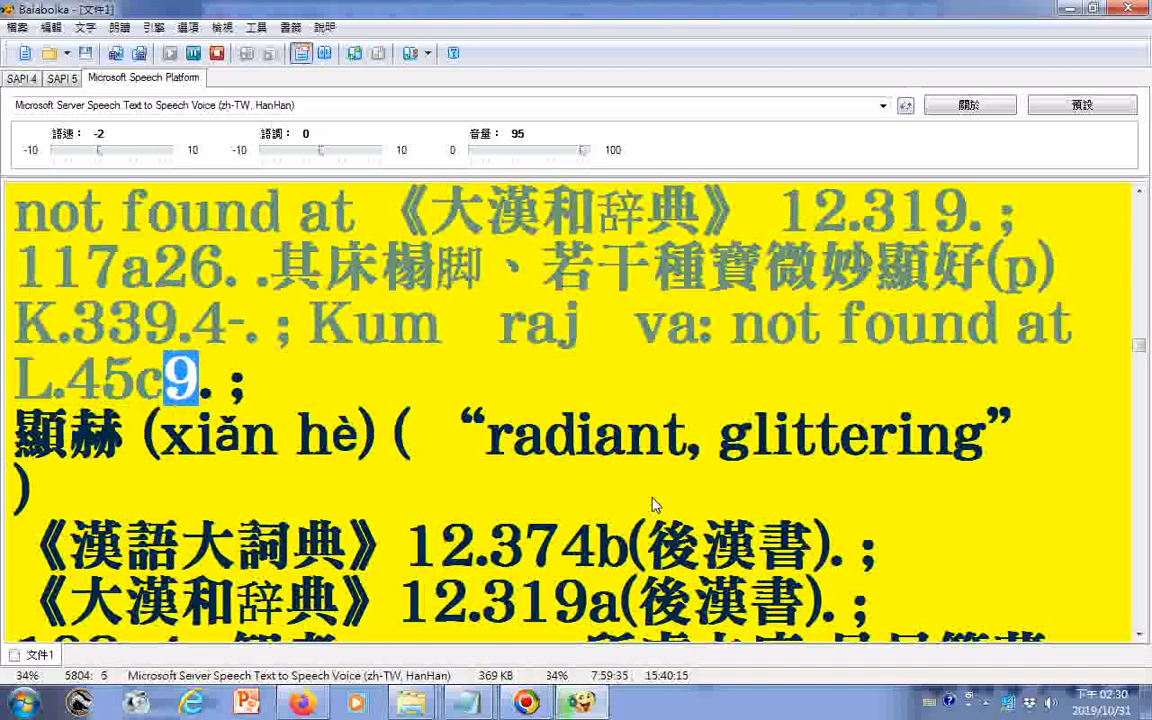 Balabolka - [文件1]
檔案 編輯 文字 朗讀 引擎 選項 檢視 工具 書籤 說明
SAPI 4 SAPI 5 Microsoft Speech Platform
Microsoft Server Speech Text to Speech Voice (zh-TW, HanHan) 關於 預設
語速： -2 語調： 0 音量： 95
-10 10 -10 10 0 100
not found at 《大漢和辞典》 12.319. ;
117a26. .其床榻脚、若干種寶微妙顯好(p)
K.339.4-. ; Kum raj va: not found at
L.45c9. ;
顯赫 (xiǎn hè) ( “radiant, glittering”
)
《漢語大詞典》12.374b(後漢書). ;
《大漢和辞典》12.319a(後漢書). ;
文件1
34% 5804: 5 Microsoft Server Speech Text to Speech Voice (zh-TW, HanHan) 369 KB 34% 7:59:35 15:40:15
下午 02:30
2019/10/31